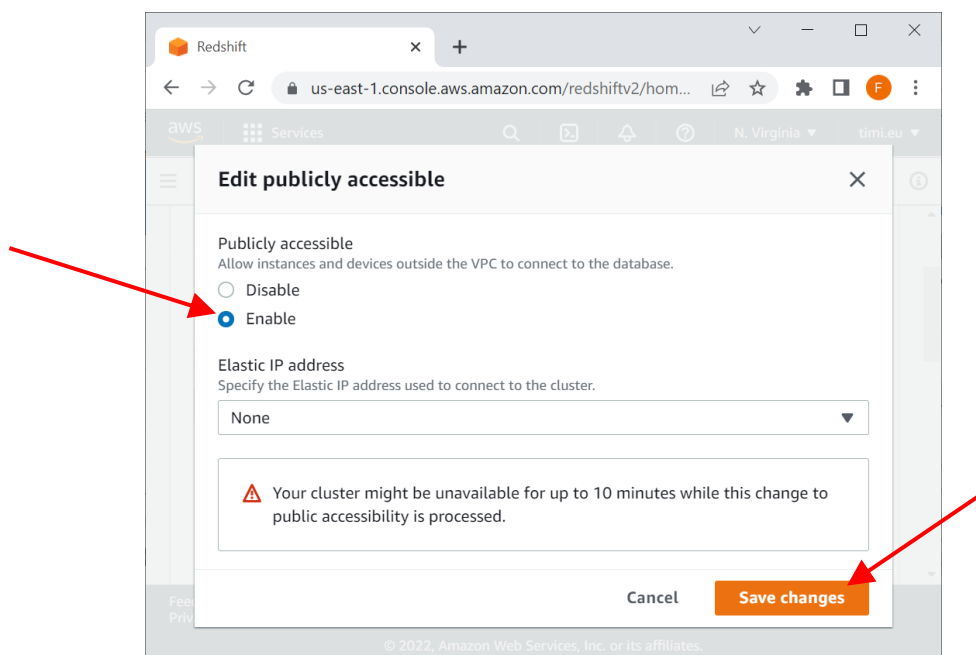 Redshift
us-east-1.console.aws.amazon.com/redshiftv2/hom...
F
aws
Services
N. Virginia
timi.eu
Edit publicly accessible
Publicly accessible
Allow instances and devices outside the VPC to connect to the database.
Disable
Enable
Elastic IP address
Specify the Elastic IP address used to connect to the cluster.
None
Your cluster might be unavailable for up to 10 minutes while this change to
public accessibility is processed.
Cancel
Save changes
Fee
Priv
© 2022, Amazon Web Services, Inc. or its affiliates.